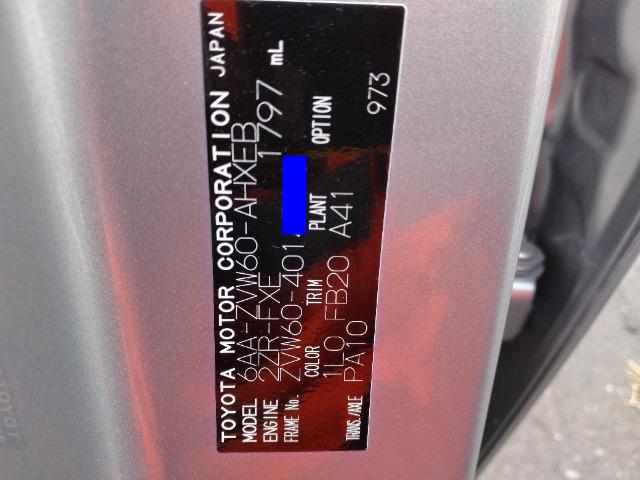 TOYOTA MOTOR CORPORATION JAPAN
MODEL 6AA-ZVW60-AHXEB
ENGINE 2ZR-FXE 1797 mL
FRAME No. ZVW60-401
COLOR TRIM PLANT OPTION
1L0 FB20 A41
TRANS./AXLE PA10 973